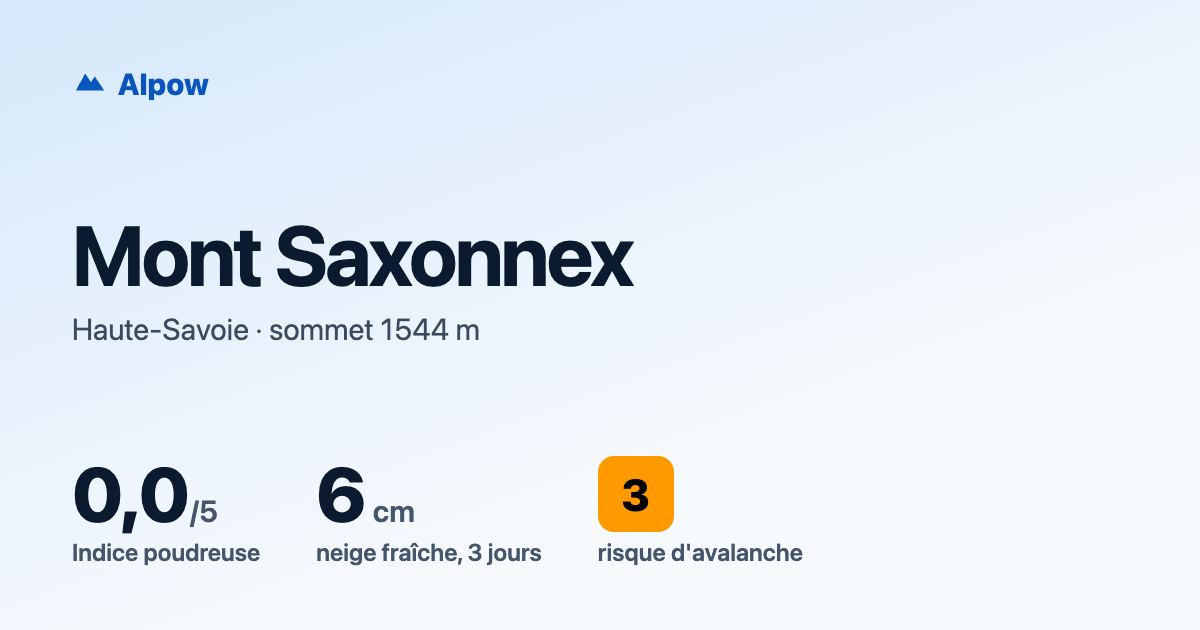 Alpow
Mont Saxonnex
Haute-Savoie · sommet 1544 m
0,0/5
Indice poudreuse
6 cm
neige fraîche, 3 jours
3
risque d'avalanche